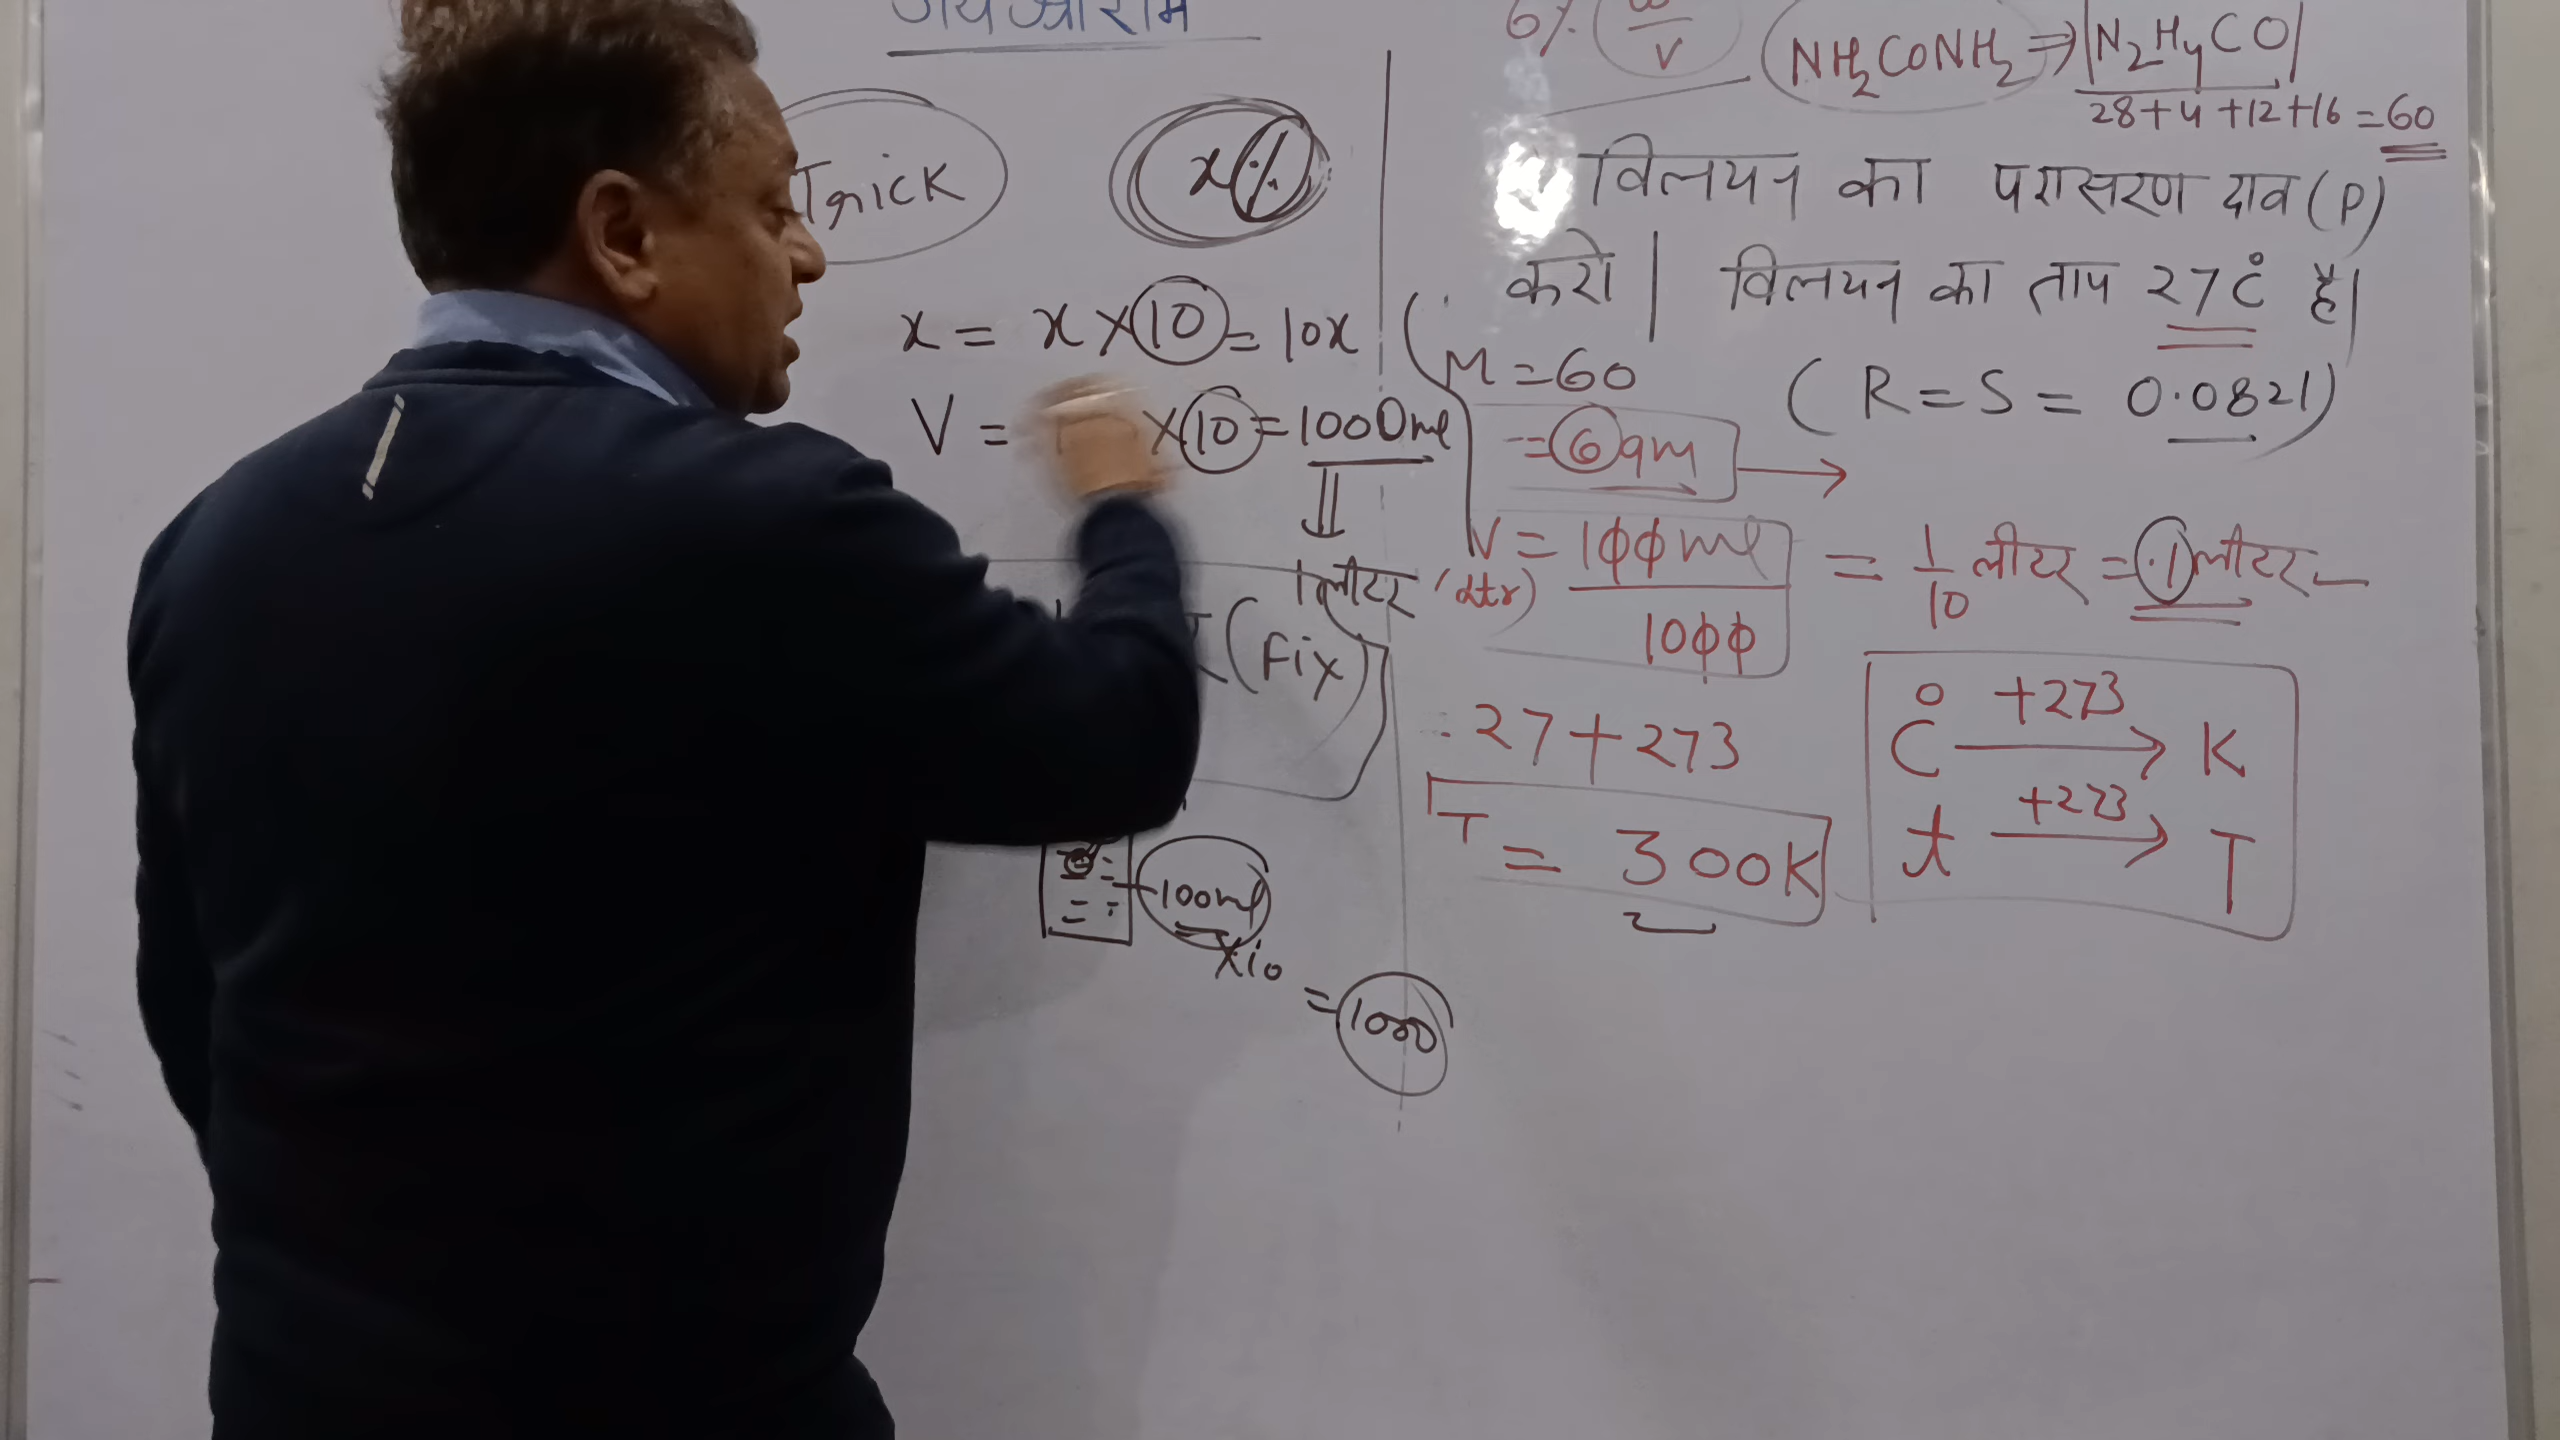 जय श्री राम
Trick
x%
x = x × 10 = 10x
V = × 10 = 1000ml
1 लीटर
(Fix)
100ml
×10
= 1000
6% w/v NH2CONH2 ⇒ N2H4CO
28+4+12+16 = 60
विलयन का परासरण दाव (P)
करो | विलयन का ताप 27°C है|
M = 60
(R = S = 0.0821)
= 6gm →
V = 100ml / 1000 = 1/10 लीटर = .1 लीटर
(ltr)
27 + 273
T = 300K
°C +273 → K
t +273 → T